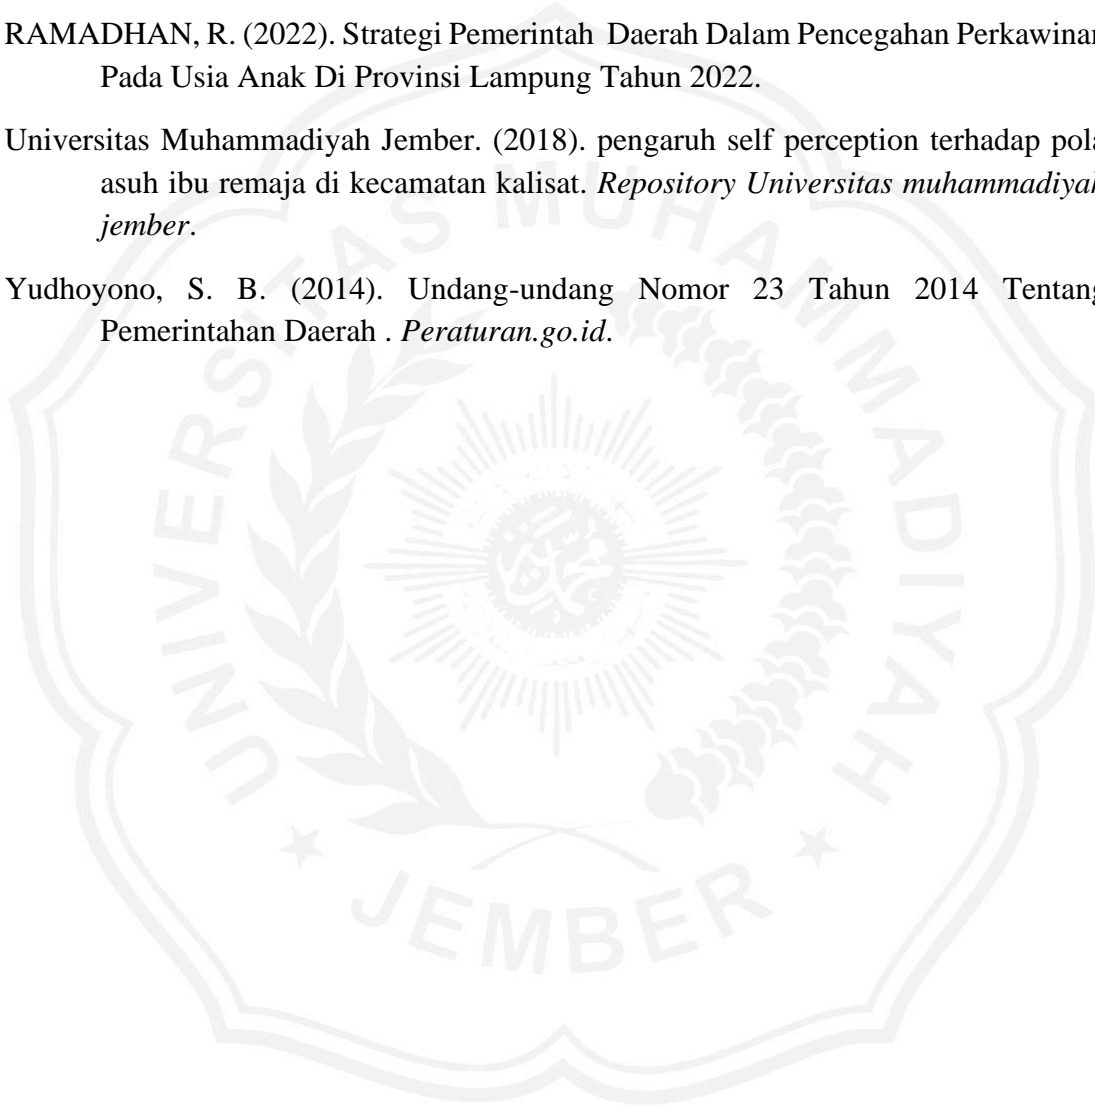 RAMADHAN, R. (2022). Strategi Pemerintah Daerah Dalam Pencegahan Perkawinan
Pada Usia Anak Di Provinsi Lampung Tahun 2022.
Universitas Muhammadiyah Jember. (2018). pengaruh self perception terhadap pola
asuh ibu remaja di kecamatan kalisat. Repository Universitas muhammadiyah
jember.
Yudhoyono, S. B. (2014). Undang-undang Nomor 23 Tahun 2014 Tentang
Pemerintahan Daerah . Peraturan.go.id.
UNIVERSITAS MUHAMMADIYAH
JEMBER